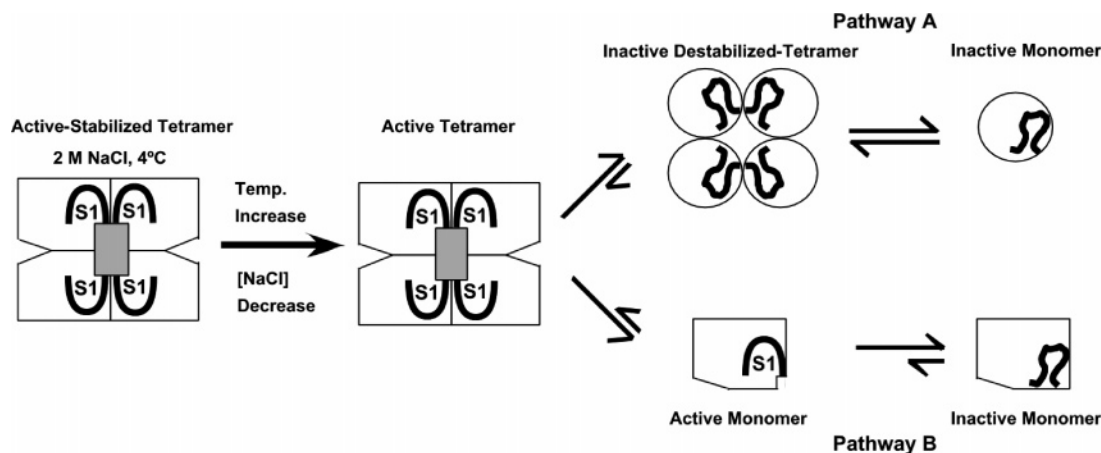 Pathway A
Inactive Destabilized-Tetramer
Inactive Monomer
Active-Stabilized Tetramer
2 M NaCl, 4ºC
Active Tetramer
S1 S1
S1 S1
Temp.
Increase
[NaCl]
Decrease
S1 S1
S1 S1
S1
Active Monomer
Inactive Monomer
Pathway B